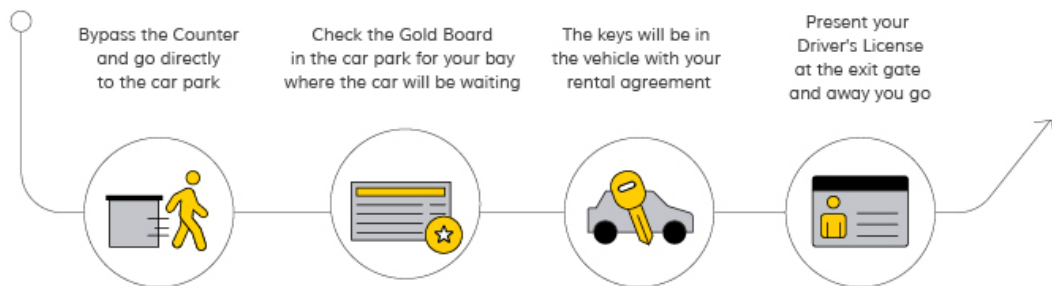 Bypass the Counter
and go directly
to the car park
Check the Gold Board
in the car park for your bay
where the car will be waiting
The keys will be in
the vehicle with your
rental agreement
Present your
Driver's License
at the exit gate
and away you go